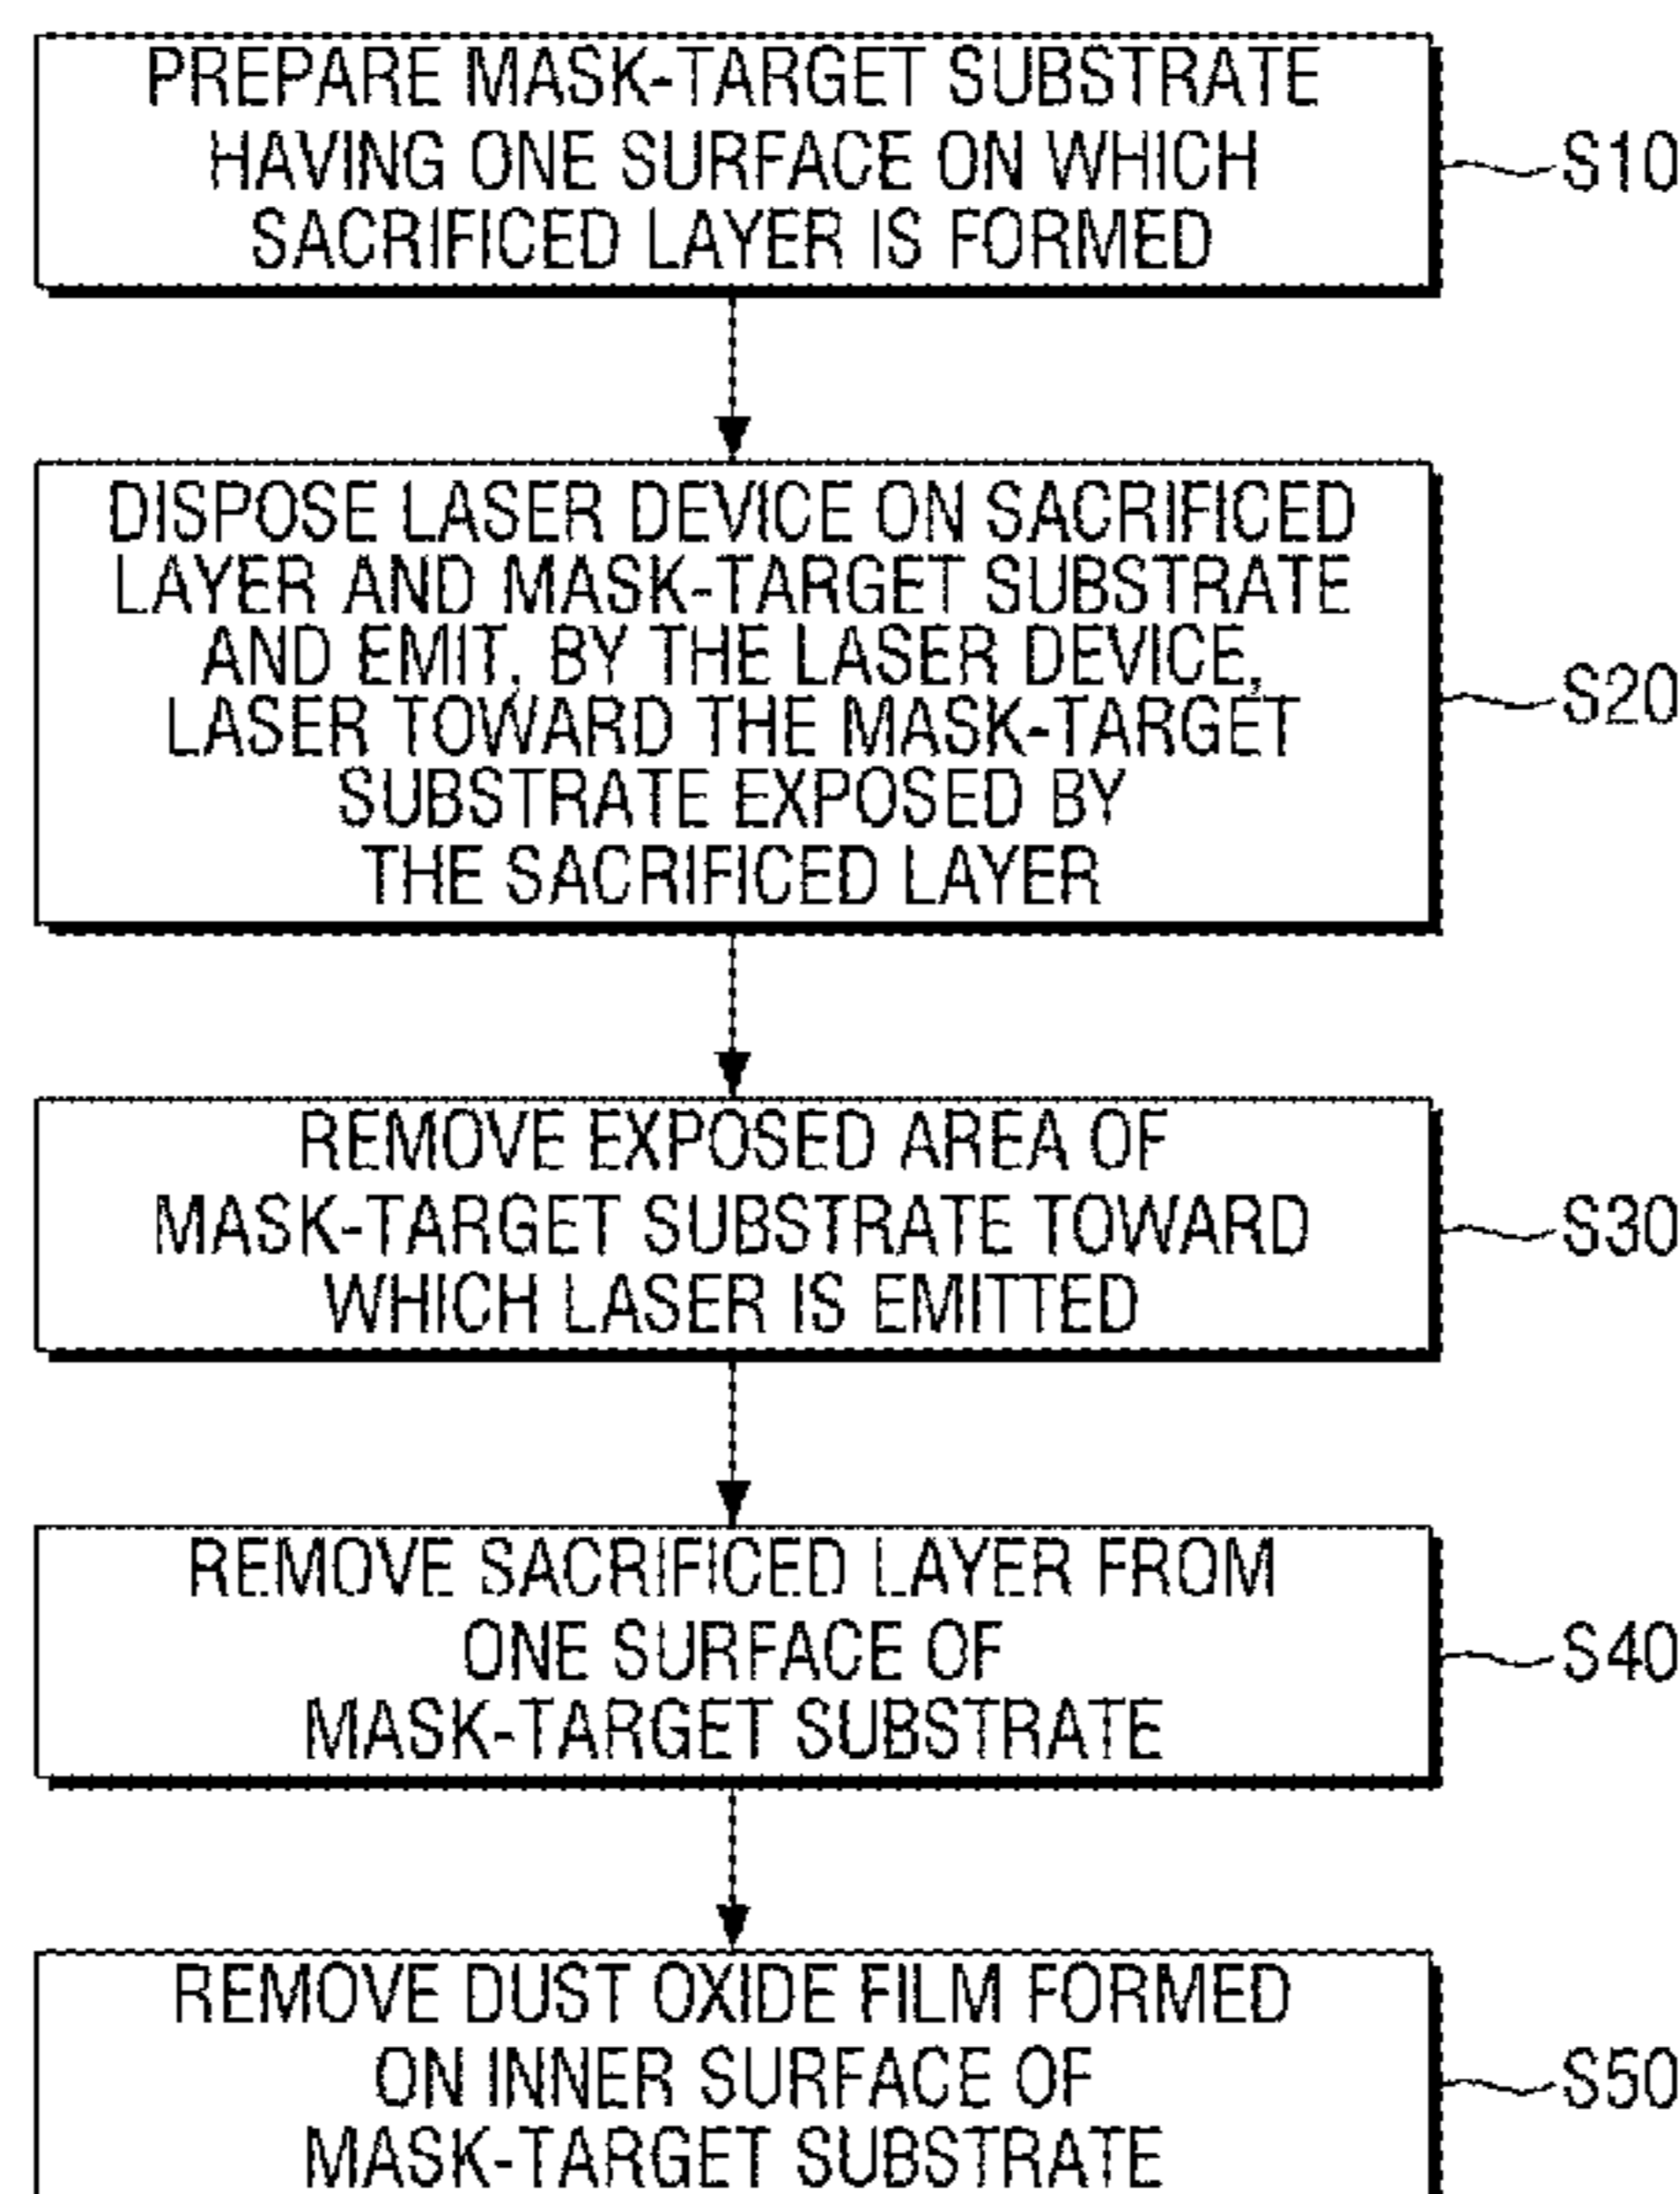 PREPARE MASK-TARGET SUBSTRATE
HAVING ONE SURFACE ON WHICH
SACRIFICED LAYER IS FORMED
S10
DISPOSE LASER DEVICE ON SACRIFICED
LAYER AND MASK-TARGET SUBSTRATE
AND EMIT, BY THE LASER DEVICE,
LASER TOWARD THE MASK-TARGET
SUBSTRATE EXPOSED BY
THE SACRIFICED LAYER
S20
REMOVE EXPOSED AREA OF
MASK-TARGET SUBSTRATE TOWARD
WHICH LASER IS EMITTED
S30
REMOVE SACRIFICED LAYER FROM
ONE SURFACE OF
MASK-TARGET SUBSTRATE
S40
REMOVE DUST OXIDE FILM FORMED
ON INNER SURFACE OF
MASK-TARGET SUBSTRATE
S50